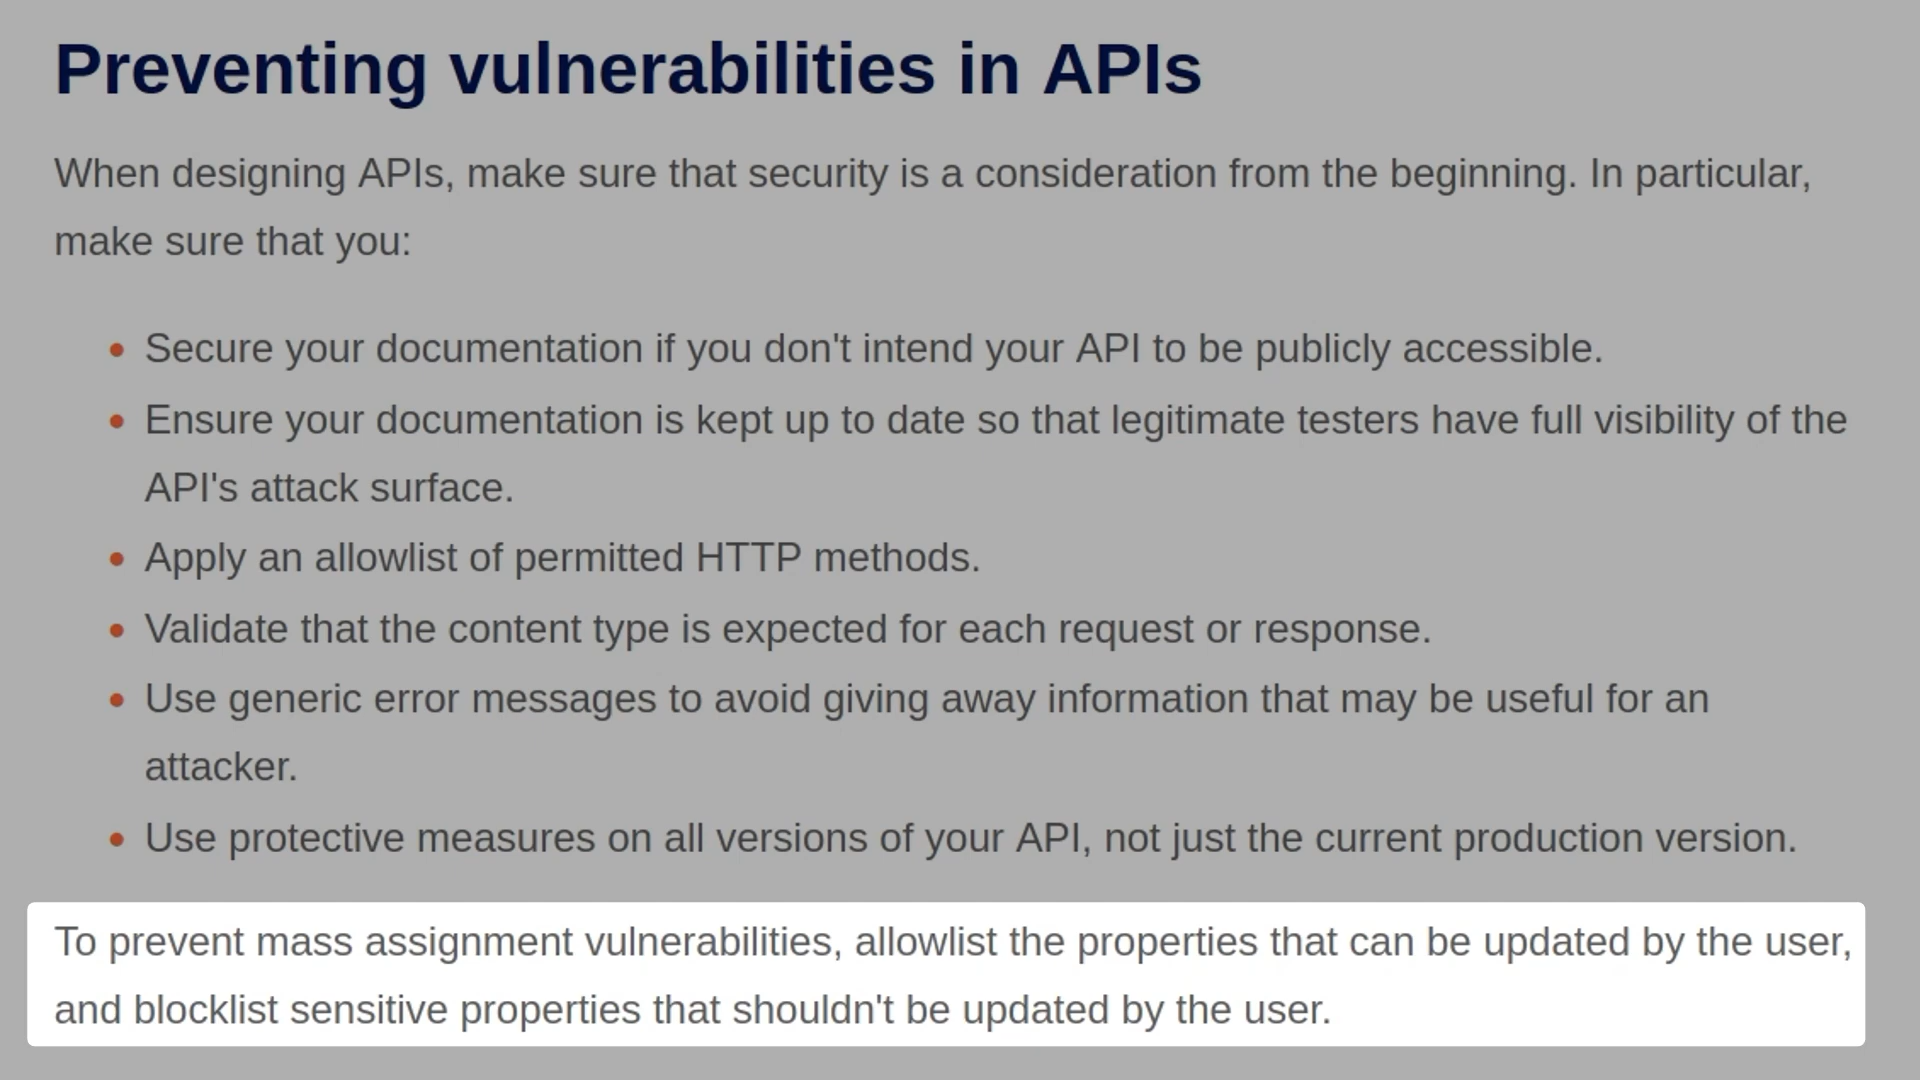 Preventing vulnerabilities in APIs
When designing APIs, make sure that security is a consideration from the beginning. In particular,
make sure that you:
Secure your documentation if you don't intend your API to be publicly accessible.
Ensure your documentation is kept up to date so that legitimate testers have full visibility of the
API's attack surface.
Apply an allowlist of permitted HTTP methods.
Validate that the content type is expected for each request or response.
Use generic error messages to avoid giving away information that may be useful for an
attacker.
Use protective measures on all versions of your API, not just the current production version.
To prevent mass assignment vulnerabilities, allowlist the properties that can be updated by the user,
and blocklist sensitive properties that shouldn't be updated by the user.